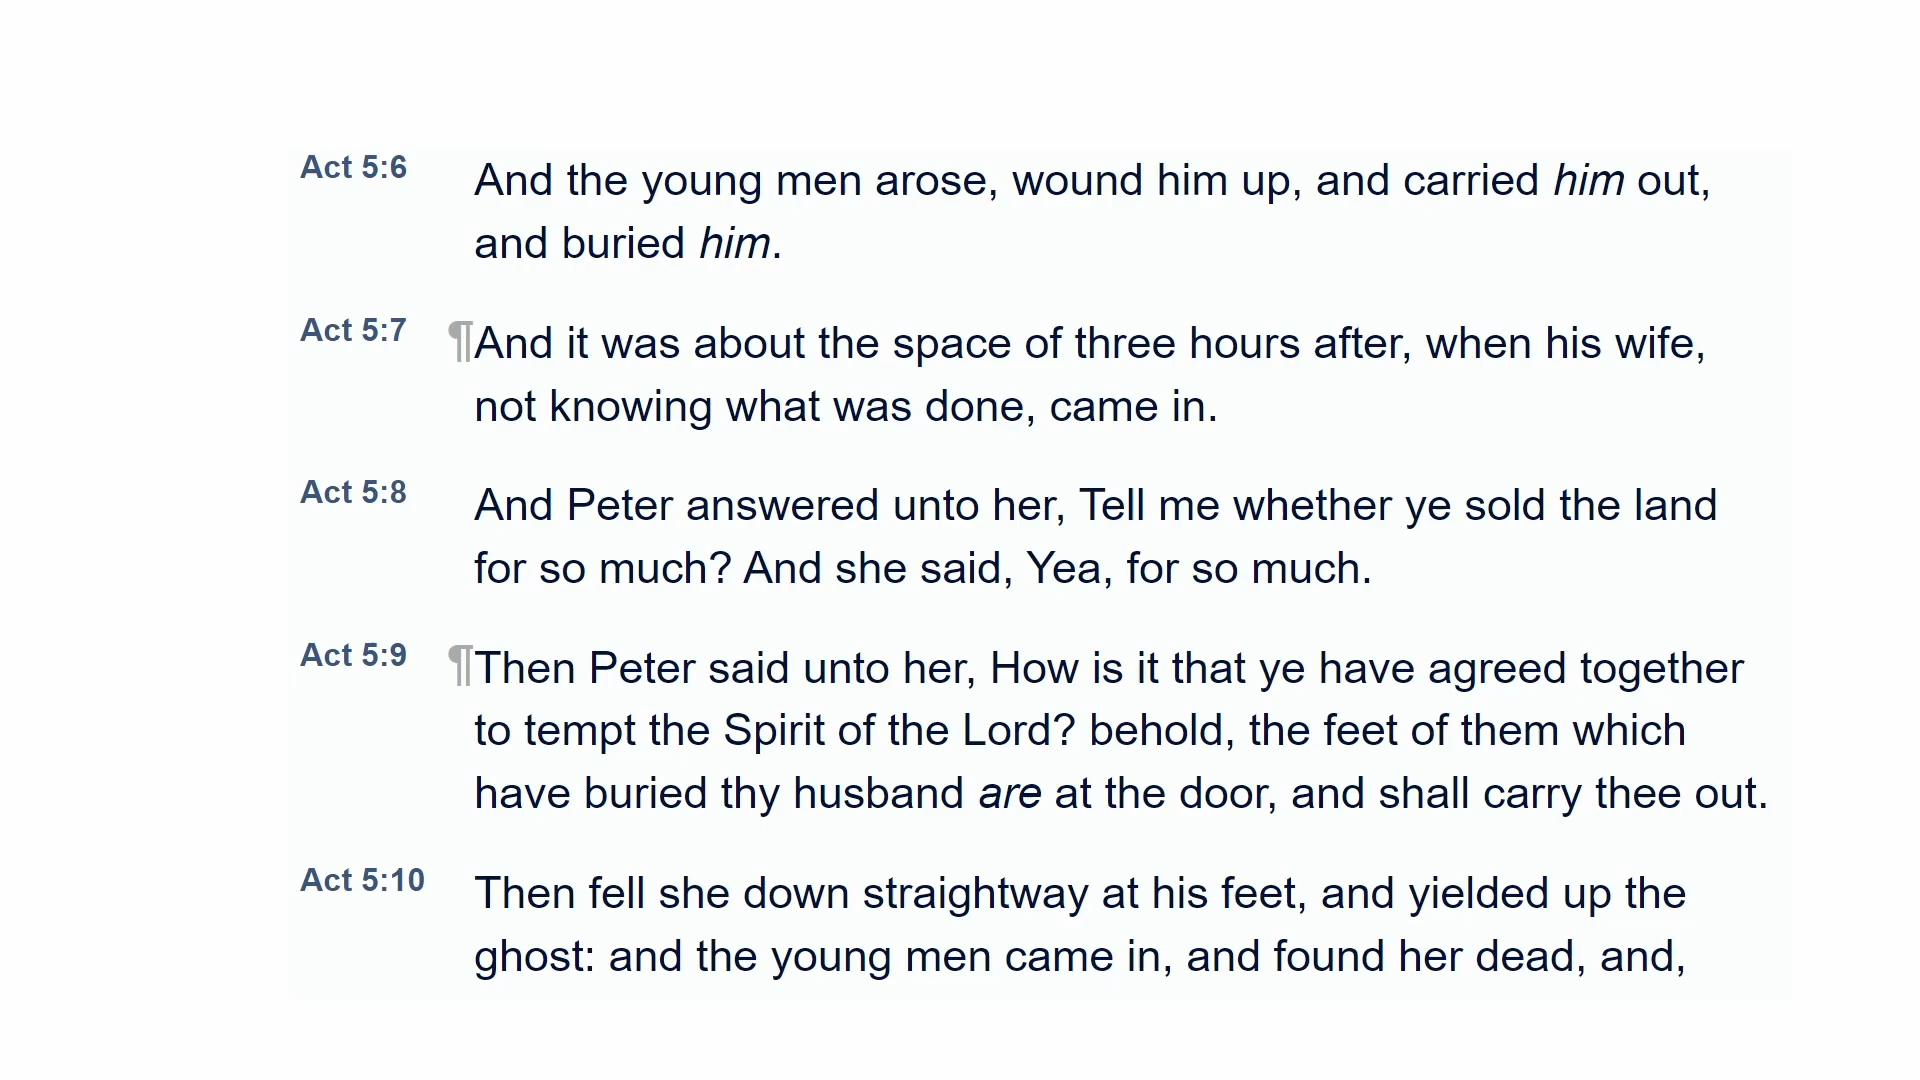 Act 5:6 And the young men arose, wound him up, and carried him out,
and buried him.
Act 5:7 ¶And it was about the space of three hours after, when his wife,
not knowing what was done, came in.
Act 5:8 And Peter answered unto her, Tell me whether ye sold the land
for so much? And she said, Yea, for so much.
Act 5:9 ¶Then Peter said unto her, How is it that ye have agreed together
to tempt the Spirit of the Lord? behold, the feet of them which
have buried thy husband are at the door, and shall carry thee out.
Act 5:10 Then fell she down straightway at his feet, and yielded up the
ghost: and the young men came in, and found her dead, and,